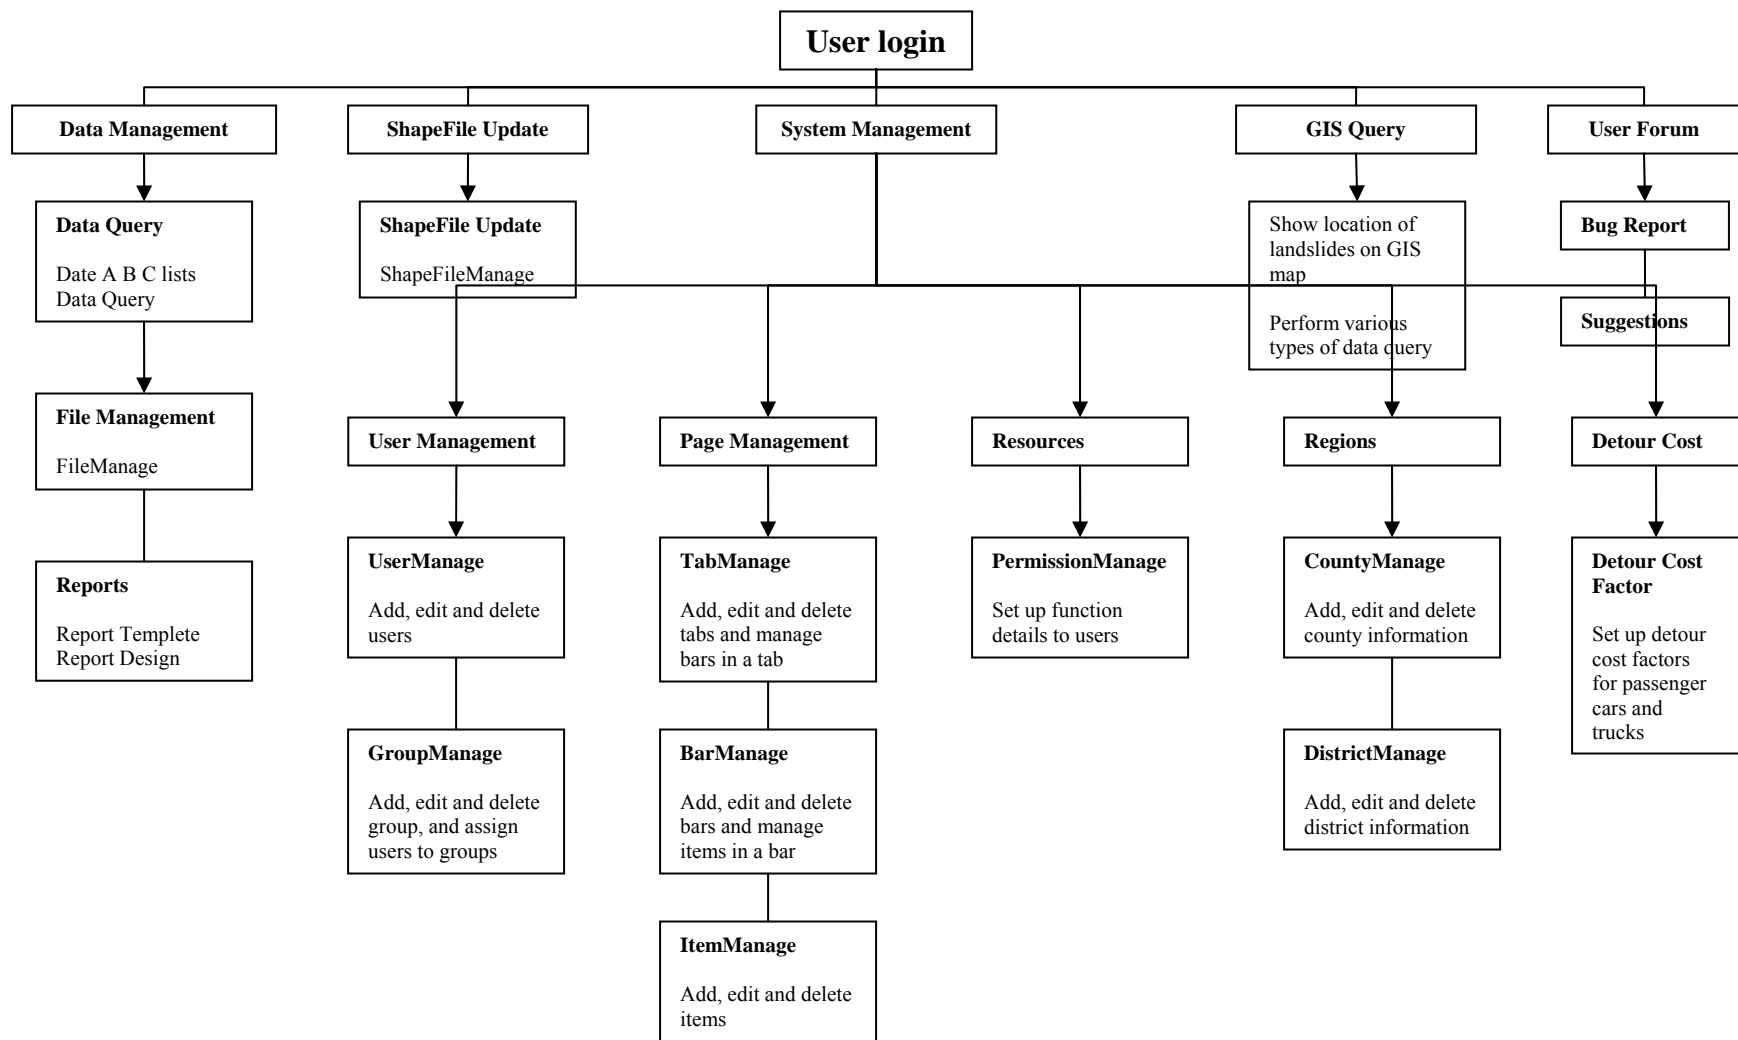 User login
Data Management
ShapeFile Update
System Management
GIS Query
User Forum
Data Query
Date A B C lists
Data Query
ShapeFile Update
ShapeFileManage
Show location of
landslides on GIS
map
Perform various
types of data query
Bug Report
Suggestions
File Management
FileManage
User Management
Page Management
Resources
Regions
Detour Cost
Reports
Report Templete
Report Design
UserManage
Add, edit and delete
users
TabManage
Add, edit and delete
tabs and manage
bars in a tab
PermissionManage
Set up function
details to users
CountyManage
Add, edit and delete
county information
Detour Cost
Factor
Set up detour
cost factors
for passenger
cars and
trucks
GroupManage
Add, edit and delete
group, and assign
users to groups
BarManage
Add, edit and delete
bars and manage
items in a bar
DistrictManage
Add, edit and delete
district information
ItemManage
Add, edit and delete
items